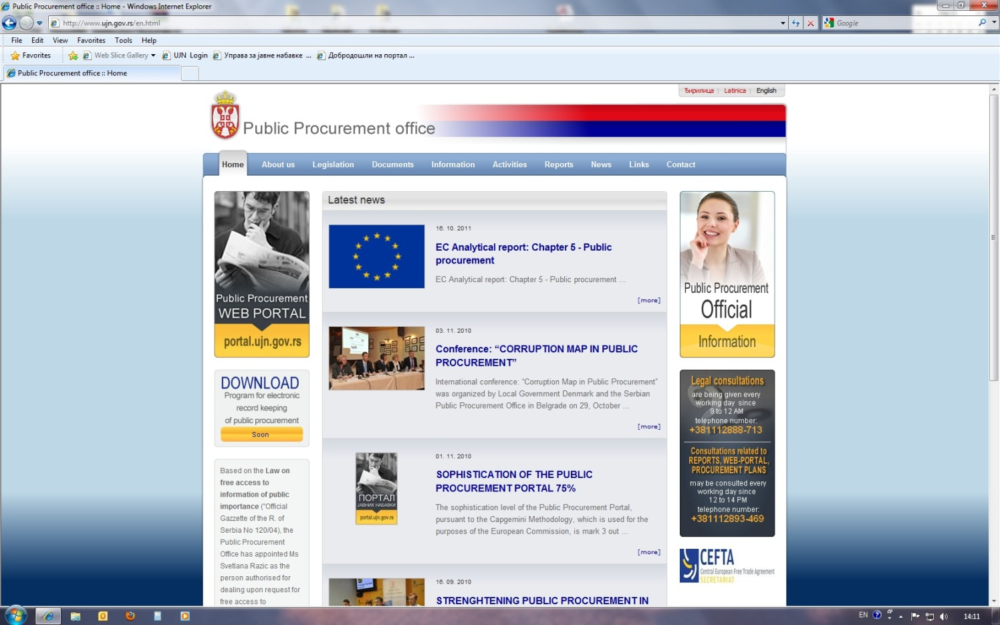 Public Procurement office :: Home - Windows Internet Explorer
http://www.ujn.gov.rs/en.html
Google
File Edit View Favorites Tools Help
Favorites Web Slice Gallery UJN Login Управа за јавне набавке ... Добродошли на портал ...
Public Procurement office :: Home
Ћирилица | Latinica | English
Public Procurement office
Home About us Legislation Documents Information Activities Reports News Links Contact
Public Procurement
WEB PORTAL
portal.ujn.gov.rs
DOWNLOAD
Program for electronic
record keeping
of public procurement
Soon
Based on the Law on
free access to
information of public
importance ("Official
Gazzette of the R. of
Serbia No 120/04), the
Public Procurement
Office has appointed Ms
Svetlana Razic as the
person authorised for
dealing upon request for
free access to
Latest news
16. 10. 2011
EC Analytical report: Chapter 5 - Public
procurement
EC Analytical report: Chapter 5 - Public procurement ...
[more]
03. 11. 2010
Conference: “CORRUPTION MAP IN PUBLIC
PROCUREMENT”
International conference: “Corruption Map in Public Procurement”
was organized by Local Government Denmark and the Serbian
Public Procurement Office in Belgrade on 29, October ...
[more]
ПОРТАЛ
ЈАВНИХ НАБАВКИ
portal.ujn.gov.rs
01. 11. 2010
SOPHISTICATION OF THE PUBLIC
PROCUREMENT PORTAL 75%
The sophistication level of the Public Procurement Portal,
pursuant to the Capgemini Methodology, which is used for the
purposes of the European Commission, is mark 3 out ...
[more]
16. 09. 2010
STRENGHTENING PUBLIC PROCUREMENT IN
Public Procurement
Official
Information
Legal consultations
are being given every
working day since
9 to 12 AM
telephone number:
+381112888-713
Consultations related to
REPORTS, WEB-PORTAL,
PROCUREMENT PLANS
may be consulted every
working day since
12 to 14 PM
telephone number:
+381112893-469
CEFTA
Central European Free Trade Agreement
SECRETARIAT
EN 14:11